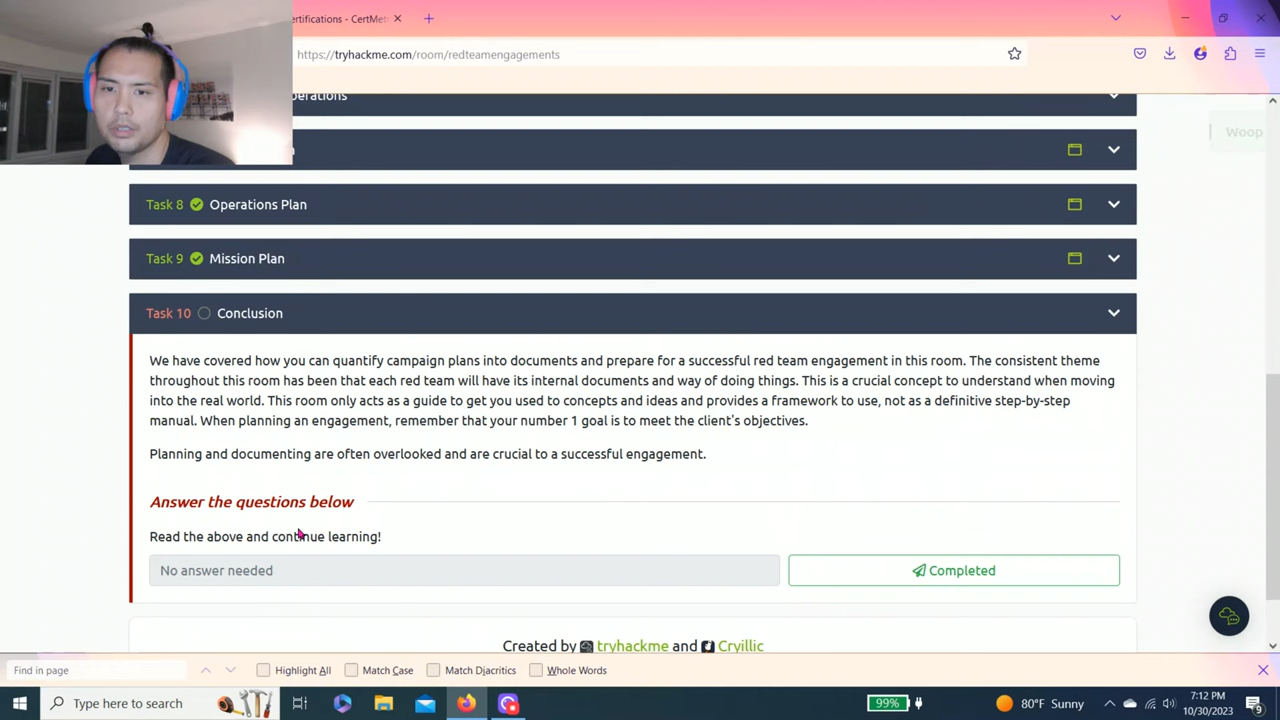 ertifications - CertMet
https://tryhackme.com/room/redteamengagements
Woop
Task 8 Operations Plan
Task 9 Mission Plan
Task 10 Conclusion
We have covered how you can quantify campaign plans into documents and prepare for a successful red team engagement in this room. The consistent theme
throughout this room has been that each red team will have its internal documents and way of doing things. This is a crucial concept to understand when moving
into the real world. This room only acts as a guide to get you used to concepts and ideas and provides a framework to use, not as a definitive step-by-step
manual. When planning an engagement, remember that your number 1 goal is to meet the client's objectives.
Planning and documenting are often overlooked and are crucial to a successful engagement.
Answer the questions below
Read the above and continue learning!
No answer needed
Completed
Created by tryhackme and Cryillic
Find in page
Highlight All
Match Case
Match Diacritics
Whole Words
Type here to search
99%
80°F Sunny
7:12 PM
10/30/2023
9